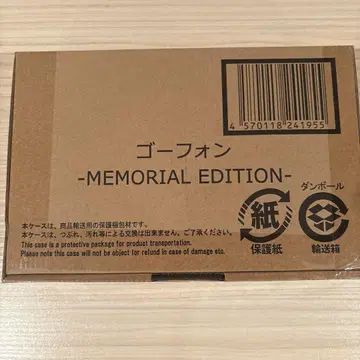 4 570118 241955
ゴーフォン
-MEMORIAL EDITION-
本ケースは、商品輸送用の保護梱包材です。
本ケースは、つぶれ、汚れ等による交換は出来ません。ご了承ください。
This case is a protective package for product transportation.
Please note this case will not be object for refund in case of damage etc.
紙
保護紙
ダンボール
輸送箱